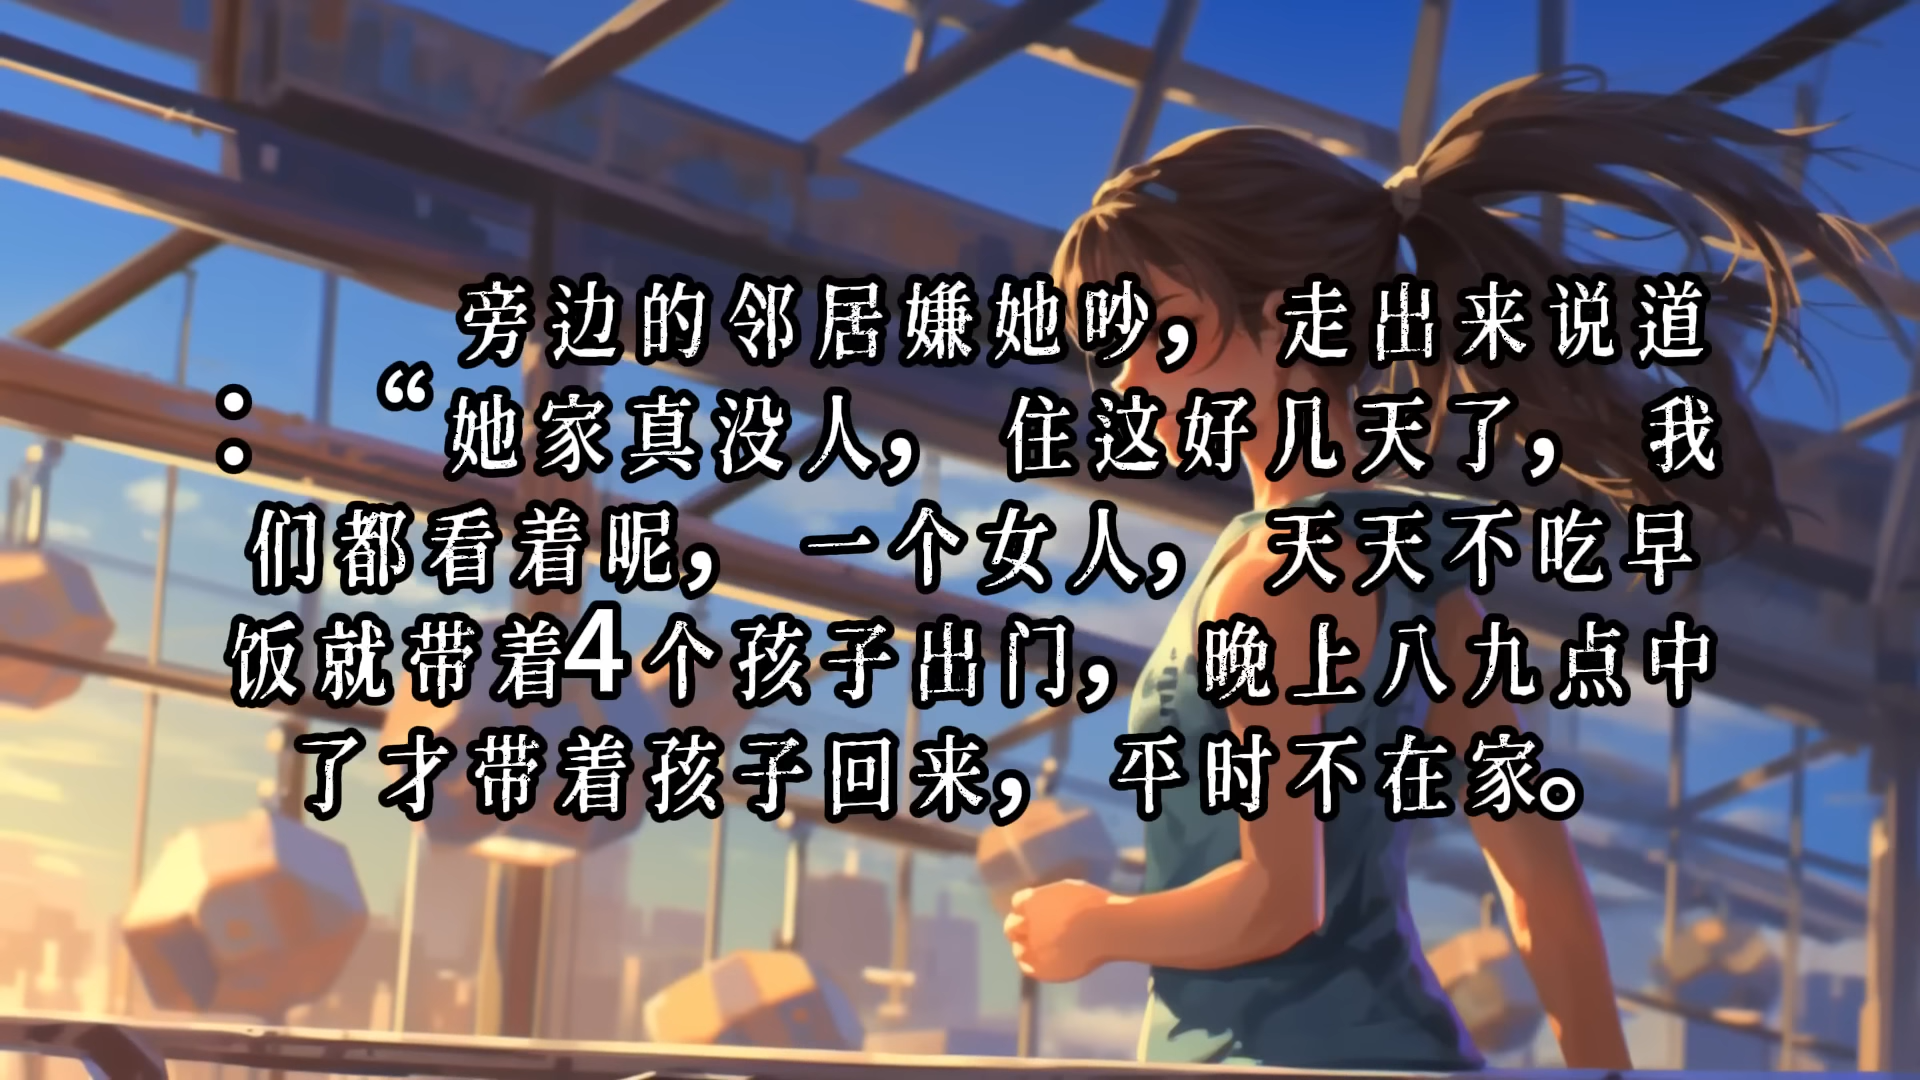 旁边的邻居嫌她吵，走出来说道
：“她家真没人，住这好几天了，我
们都看着呢，一个女人，天天不吃早
饭就带着4个孩子出门，晚上八九点中
了才带着孩子回来，平时不在家。